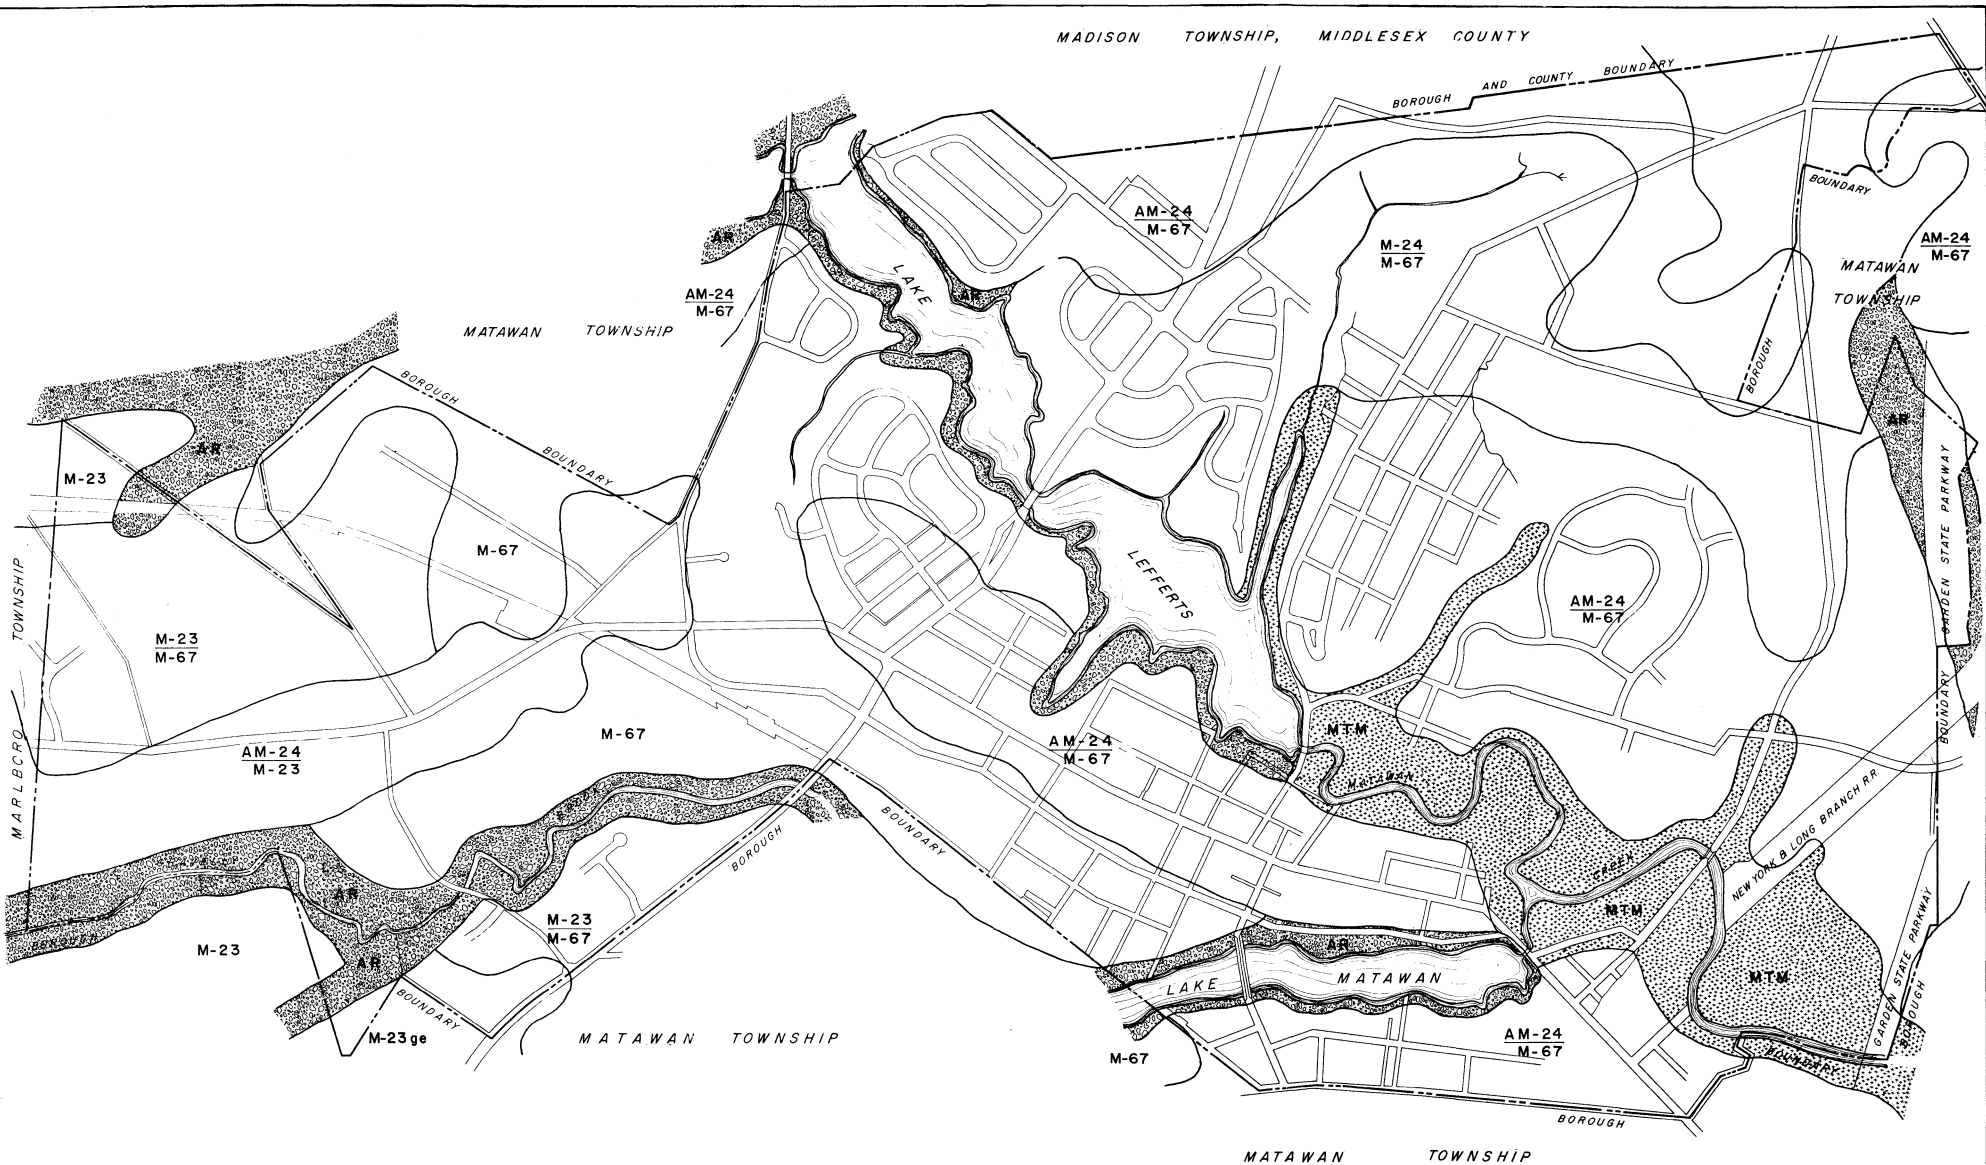 MADISON TOWNSHIP, MIDDLESEX COUNTY
BOROUGH AND COUNTY BOUNDARY
BOUNDARY
AM-24
M-67
M-24
M-67
AM-24
M-67
AR
LAKE
AR
MATAWAN
TOWNSHIP
AM-24
M-67
MATAWAN TOWNSHIP
BOROUGH
BOROUGH
BOUNDARY
AR
AR
M-23
M-67
GARDEN STATE PARKWAY
LEFFERTS
AM-24
M-67
MARLBORO TOWNSHIP
M-23
M-67
BOUNDARY
MTM
M-67
AM-24
M-67
AM-24
M-23
MATAWAN
CREEK
NEW YORK & LONG BRANCH R.R.
BOUNDARY
BOROUGH
AR
MTM
M-23
M-67
BOROUGH
M-23
AR
AR
LAKE MATAWAN
MTM
GARDEN STATE PARKWAY
BOROUGH
BOUNDARY
M-23 ge
MATAWAN TOWNSHIP
M-67
AM-24
M-67
BOUNDARY
BOROUGH
MATAWAN TOWNSHIP